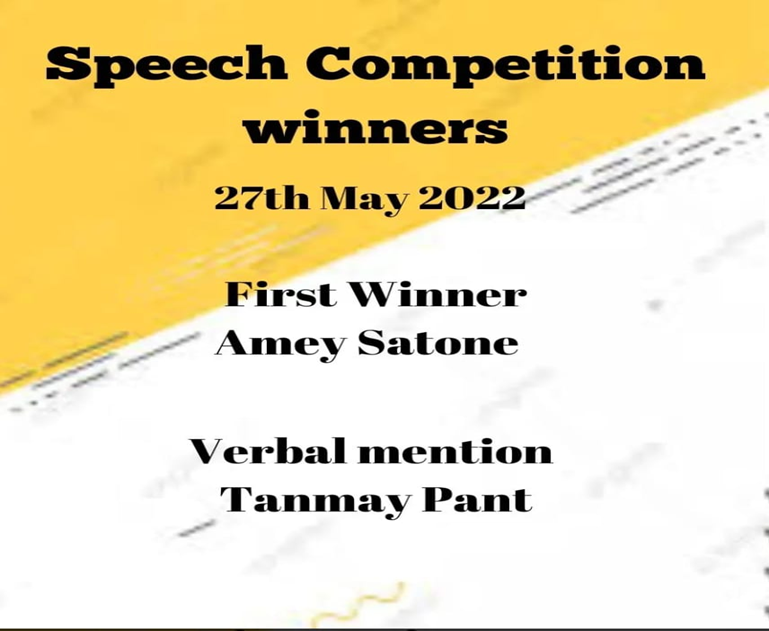 Speech Competition
winners
27th May 2022
First Winner
Amey Satone
Verbal mention
Tanmay Pant